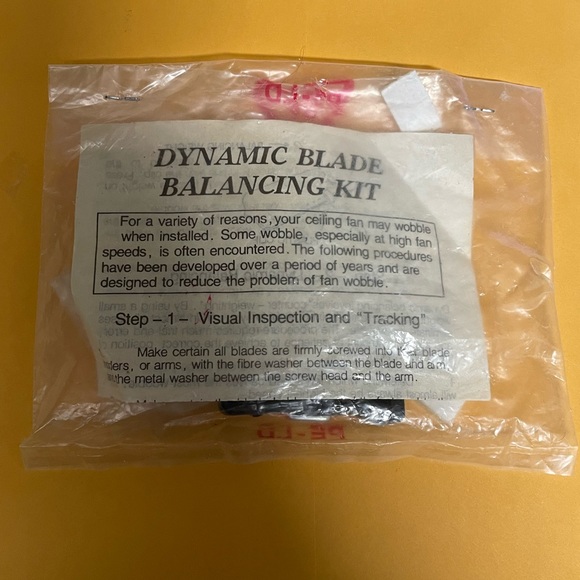 PE-LD
DYNAMIC BLADE
BALANCING KIT
For a variety of reasons, your ceiling fan may wobble
when installed. Some wobble, especially at high fan
speeds, is often encountered. The following procedures
have been developed over a period of years and are
designed to reduce the problem of fan wobble.
Step – 1 – Visual Inspection and "Tracking"
Make certain all blades are firmly screwed into blade
or arms, with the fibre washer between the blade and arm
the metal washer between the screw head and the arm.
PE-LD